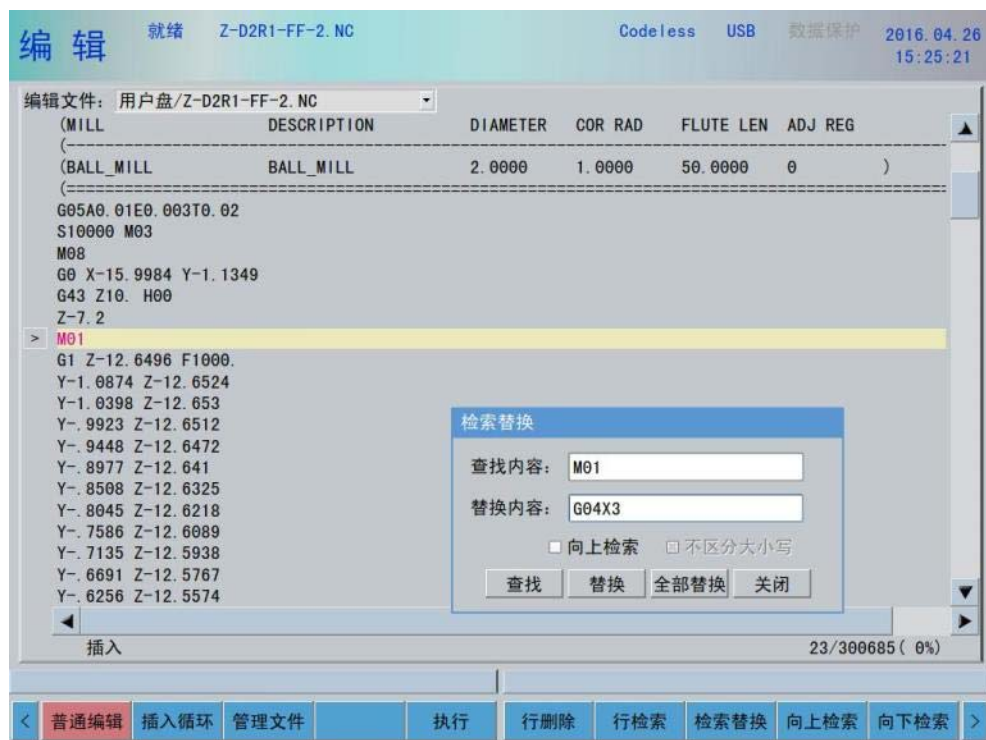 编 辑 就绪 Z-D2R1-FF-2.NC Codeless USB 数据保护 2016.04.26
15:25:21
编辑文件: 用户盘/Z-D2R1-FF-2.NC
(MILL DESCRIPTION DIAMETER COR RAD FLUTE LEN ADJ REG
(----------------------------------------------------------------
(BALL_MILL BALL_MILL 2.0000 1.0000 50.0000 0 )
(================================================================
G05A0.01E0.003T0.02
S10000 M03
M08
G0 X-15.9984 Y-1.1349
G43 Z10. H00
Z-7.2
> M01
G1 Z-12.6496 F1000.
Y-1.0874 Z-12.6524
Y-1.0398 Z-12.653
Y-.9923 Z-12.6512
Y-.9448 Z-12.6472
Y-.8977 Z-12.641
Y-.8508 Z-12.6325
Y-.8045 Z-12.6218
Y-.7586 Z-12.6089
Y-.7135 Z-12.5938
Y-.6691 Z-12.5767
Y-.6256 Z-12.5574
检索替换
查找内容: M01
替换内容: G04X3
向上检索 不区分大小写
查找 替换 全部替换 关闭
插入 23/300685( 0%)
< 普通编辑 插入循环 管理文件 执行 行删除 行检索 检索替换 向上检索 向下检索 >